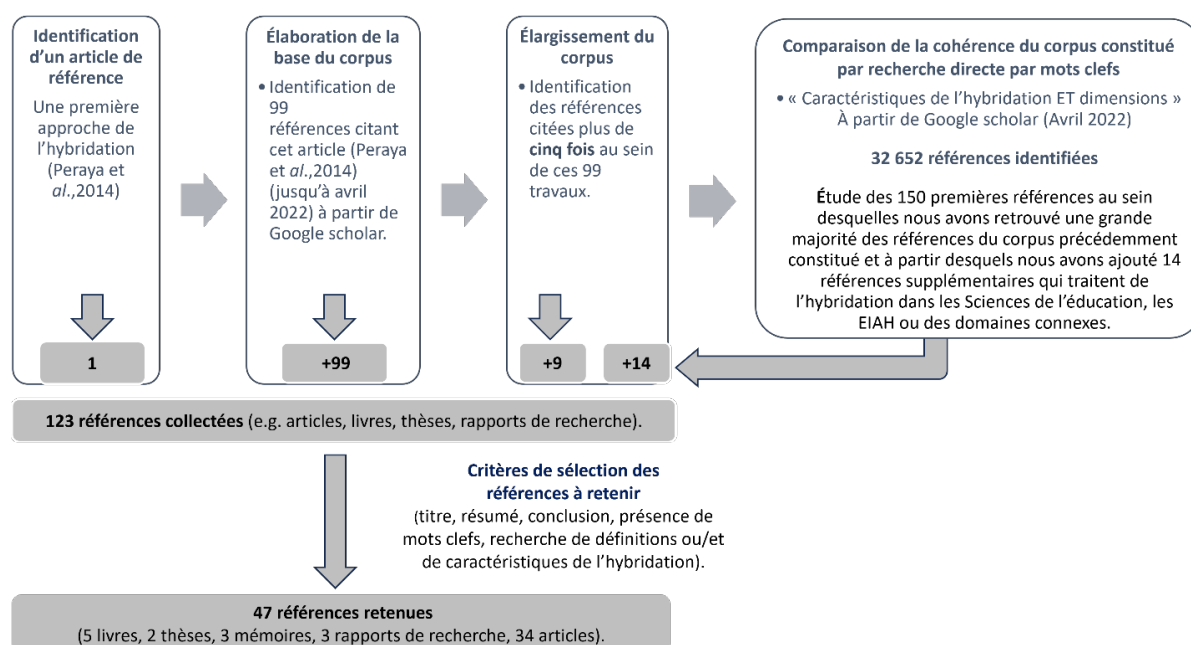 Identification
d'un article de
référence
Une première
approche de
l'hybridation
(Peraya et
al.,2014)
1
Élaboration de la
base du corpus
• Identification de
99
références citant
cet article (Peraya
et al.,2014)
(jusqu'à avril
2022) à partir de
Google scholar.
+99
Élargissement du
corpus
• Identification
des références
citées plus de
cinq fois au sein
de ces 99
travaux.
+9
+14
Comparaison de la cohérence du corpus constitué
par recherche directe par mots clefs
• « Caractéristiques de l'hybridation ET dimensions »
À partir de Google scholar (Avril 2022)
32 652 références identifiées
Étude des 150 premières références au sein
desquelles nous avons retrouvé une grande
majorité des références du corpus précédemment
constitué et à partir desquels nous avons ajouté 14
références supplémentaires qui traitent de
l'hybridation dans les Sciences de l'éducation, les
EIAH ou des domaines connexes.
123 références collectées (e.g. articles, livres, thèses, rapports de recherche).
Critères de sélection des
références à retenir
(titre, résumé, conclusion, présence de
mots clefs, recherche de définitions ou/et
de caractéristiques de l'hybridation).
47 références retenues
(5 livres, 2 thèses, 3 mémoires, 3 rapports de recherche, 34 articles).